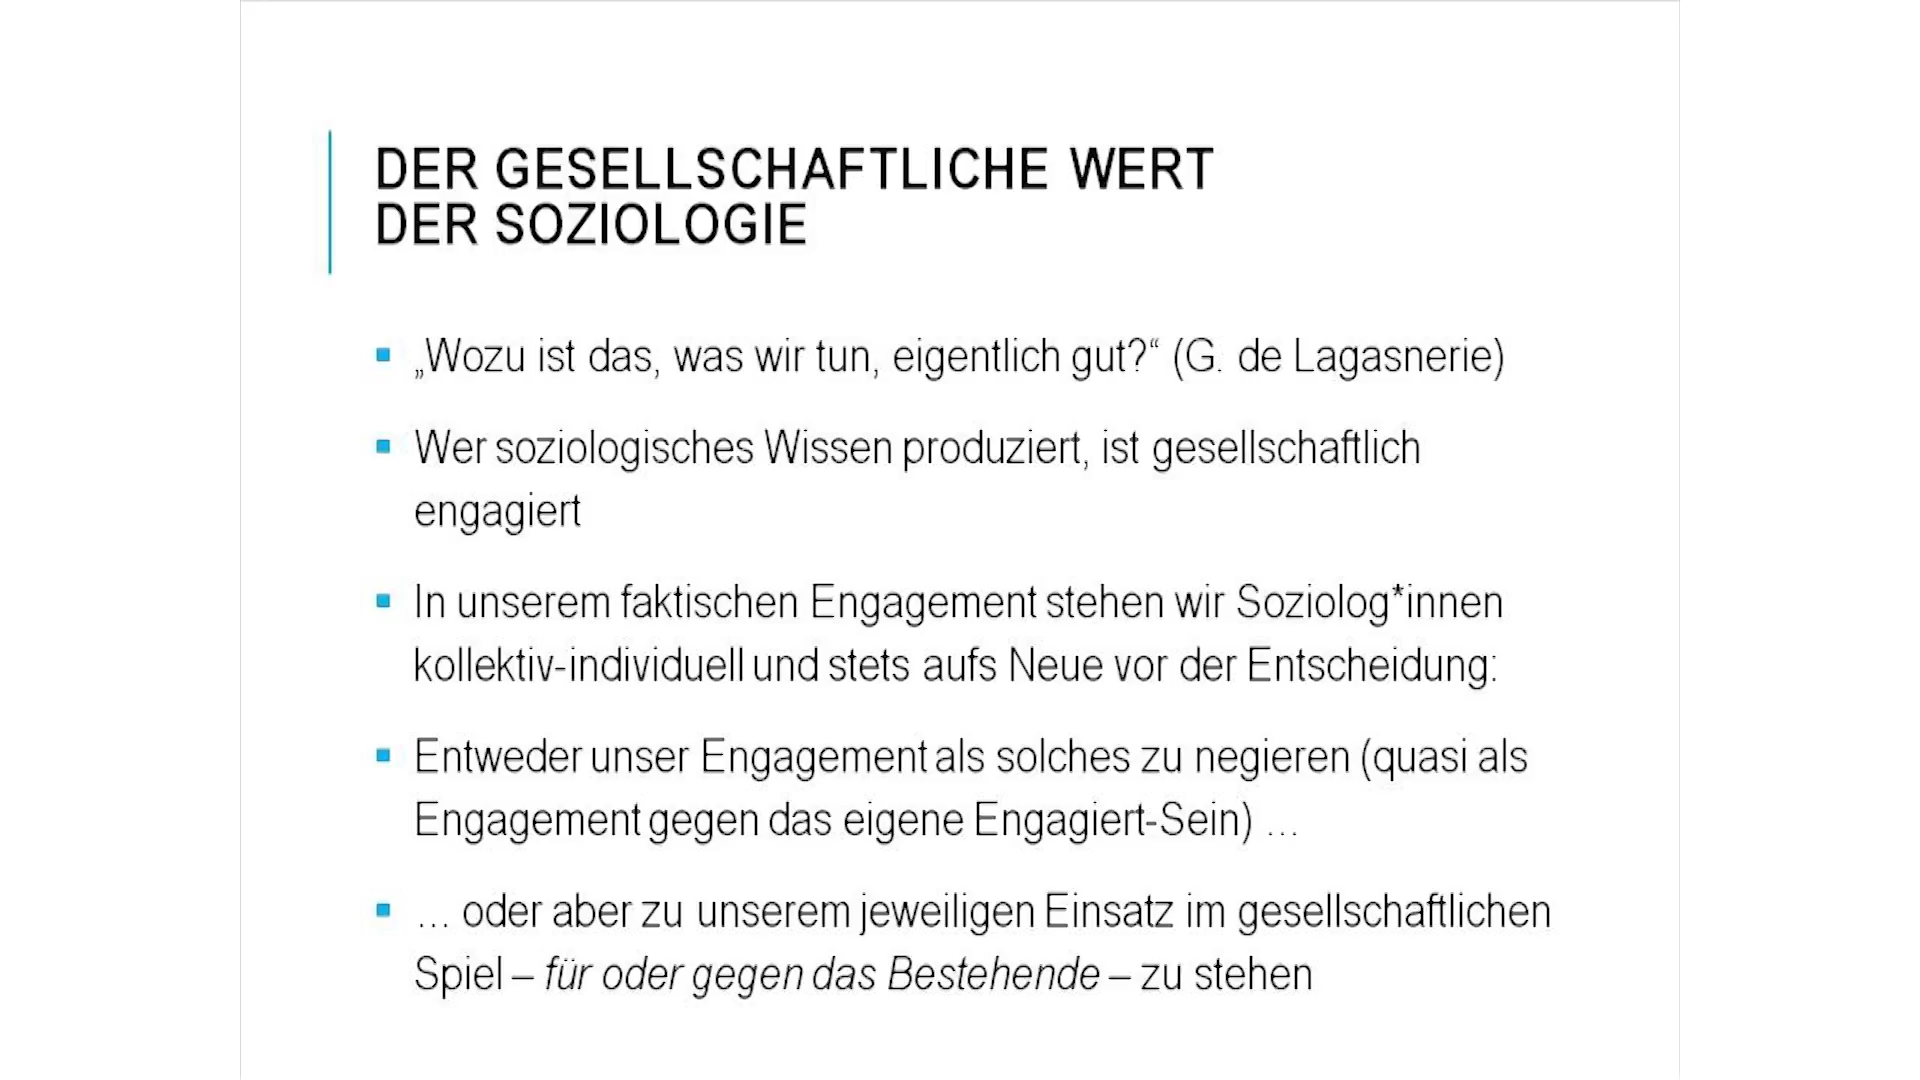 DER GESELLSCHAFTLICHE WERT
DER SOZIOLOGIE
▪ „Wozu ist das, was wir tun, eigentlich gut?“ (G. de Lagasnerie)
▪ Wer soziologisches Wissen produziert, ist gesellschaftlich
engagiert
▪ In unserem faktischen Engagement stehen wir Soziolog*innen
kollektiv-individuell und stets aufs Neue vor der Entscheidung:
▪ Entweder unser Engagement als solches zu negieren (quasi als
Engagement gegen das eigene Engagiert-Sein) …
▪ … oder aber zu unserem jeweiligen Einsatz im gesellschaftlichen
Spiel – für oder gegen das Bestehende – zu stehen